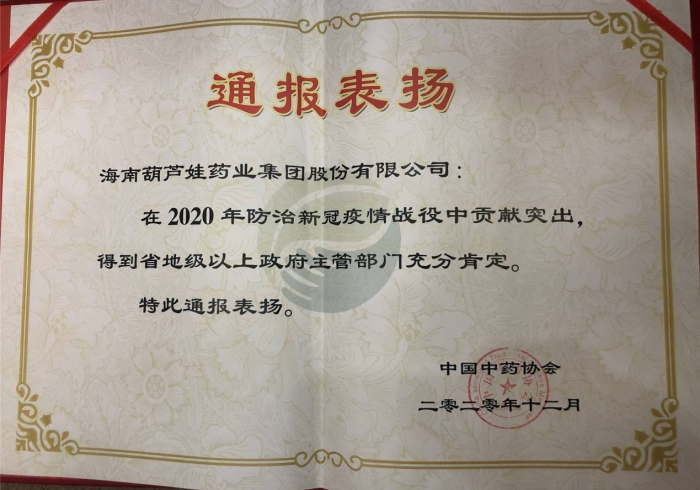 通报表扬
海南葫芦娃药业集团股份有限公司：
在2020年防治新冠疫情战役中贡献突出，
得到省地级以上政府主管部门充分肯定。
特此通报表扬。
中国中药协会
二零二零年十二月